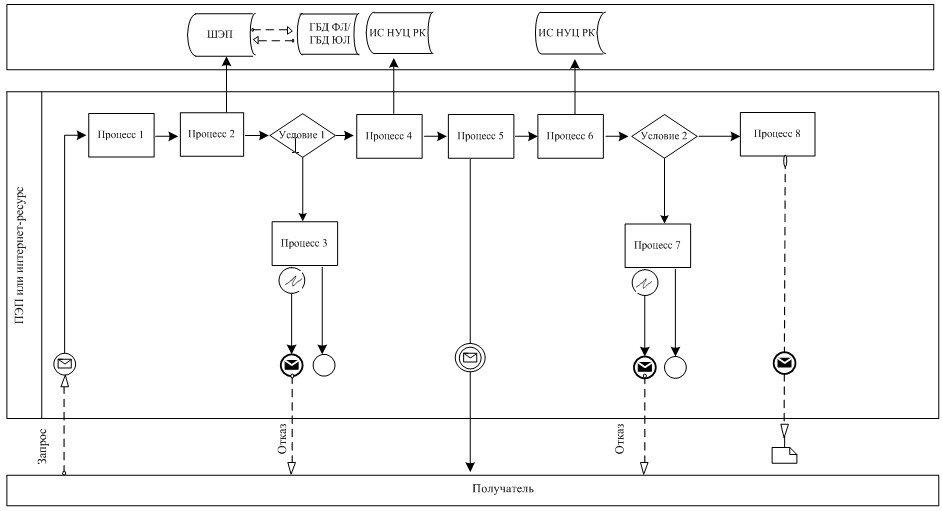 ШЭП
ГБД ФЛ/
ГБД ЮЛ
ИС НУЦ РК
ИС НУЦ РК
ПЭП или интернет-ресурс
Процесс 1
Процесс 2
Условие 1
Процесс 4
Процесс 5
Процесс 6
Условие 2
Процесс 8
Процесс 3
Процесс 7
Запрос
Отказ
Отказ
Получатель